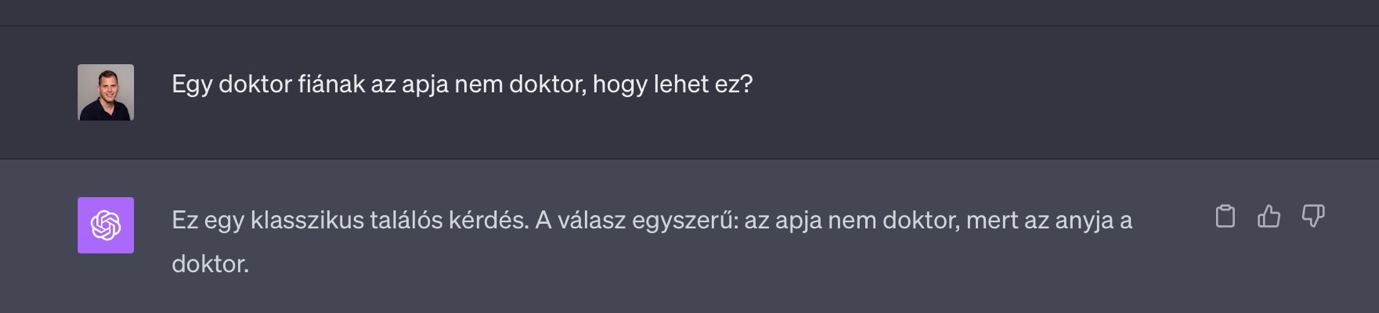 Egy doktor fiának az apja nem doktor, hogy lehet ez?
Ez egy klasszikus találós kérdés. A válasz egyszerű: az apja nem doktor, mert az anyja a
doktor.